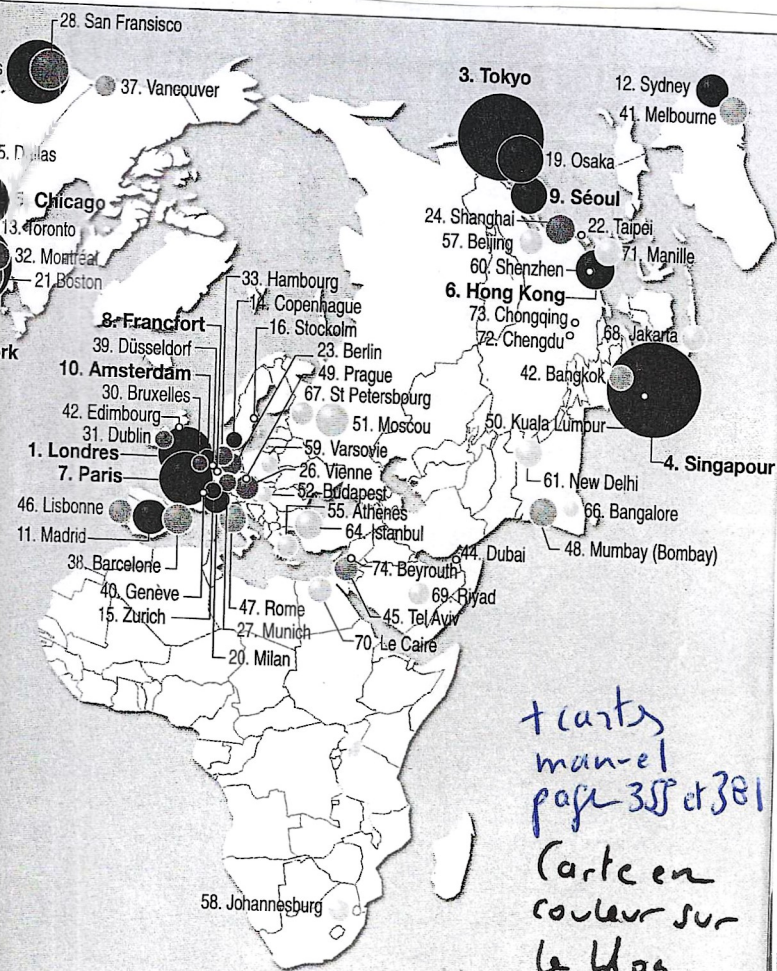 28. San Fransisco
37. Vancouver
3. Tokyo
12. Sydney
41. Melbourne
19. Osaka
9. Séoul
Chicago
13. Toronto
24. Shanghai
22. Taipei
32. Montréal
57. Beijing
71. Manille
21. Boston
60. Shenzhen
33. Hambourg
6. Hong Kong
14. Copenhague
8. Francfort
73. Chongqing
16. Stockolm
68. Jakarta
39. Düsseldorf
72. Chengdu
23. Berlin
10. Amsterdam
49. Prague
42. Bangkok
30. Bruxelles
67. St Petersbourg
42. Edimbourg
51. Moscou
50. Kuala Lumpur
31. Dublin
59. Varsovie
1. Londres
26. Vienne
4. Singapour
7. Paris
52. Budapest
61. New Delhi
46. Lisbonne
55. Athènes
66. Bangalore
11. Madrid
64. Istanbul
48. Mumbay (Bombay)
38. Barcelone
44. Dubai
74. Beyrouth
40. Genève
69. Riyad
15. Zurich
47. Rome
45. Tel Aviv
27. Munich
70. Le Caire
20. Milan
+ cartes
manuel
page 355 et 381
Carte en
couleur sur
le blog
58. Johannesburg